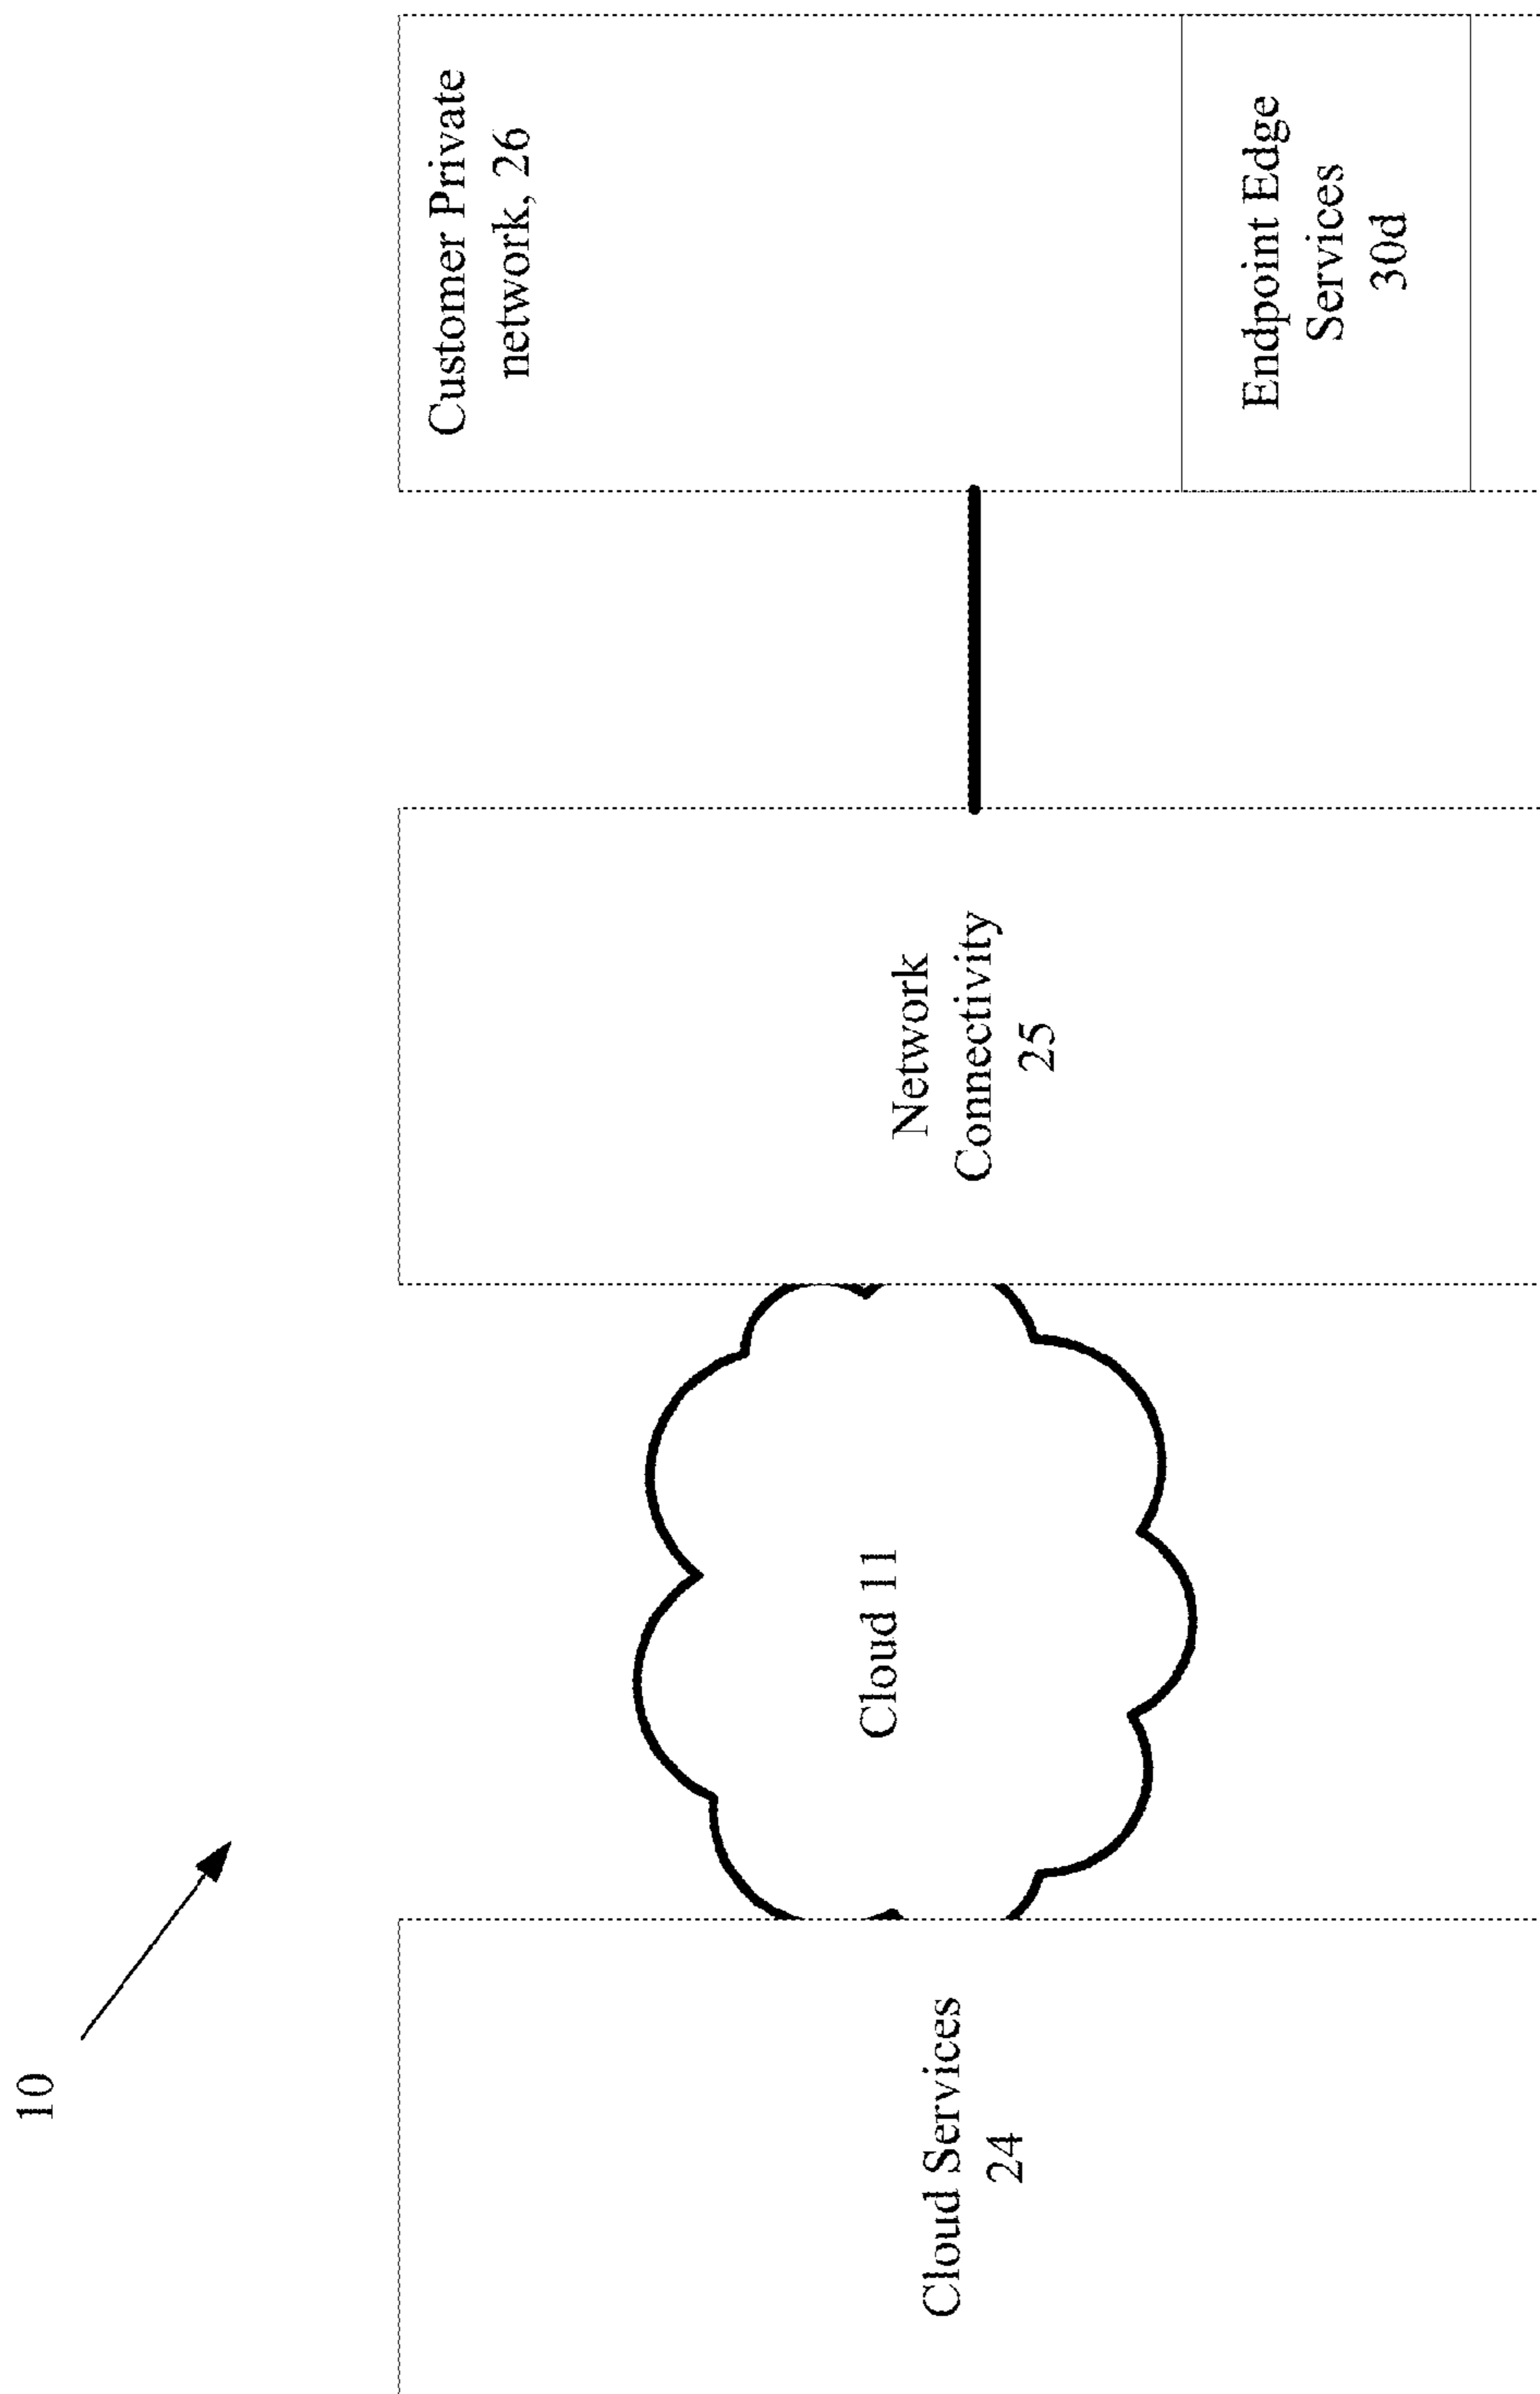 10
Cloud Services
24
Cloud 11
Network
Connectivity
25
Customer Private
network, 26
Endpoint Edge
Services
30d